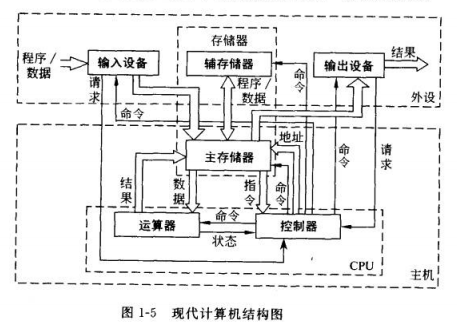 存储器
程序／
数据
输入设备
辅存储器
输出设备
结果
请求
命令
程序／
数据
命令
外设
地址
主存储器
命令
请求
结果
数据
指令
命令
运算器
命令
控制器
状态
CPU
主机
图 1-5 现代计算机结构图